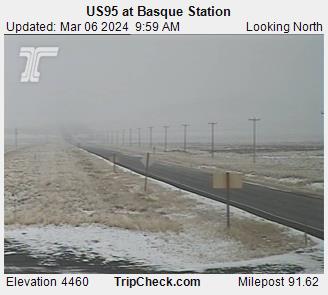 US95 at Basque Station
Updated: Mar 06 2024 9:59 AM Looking North
Elevation 4460 TripCheck.com Milepost 91.62